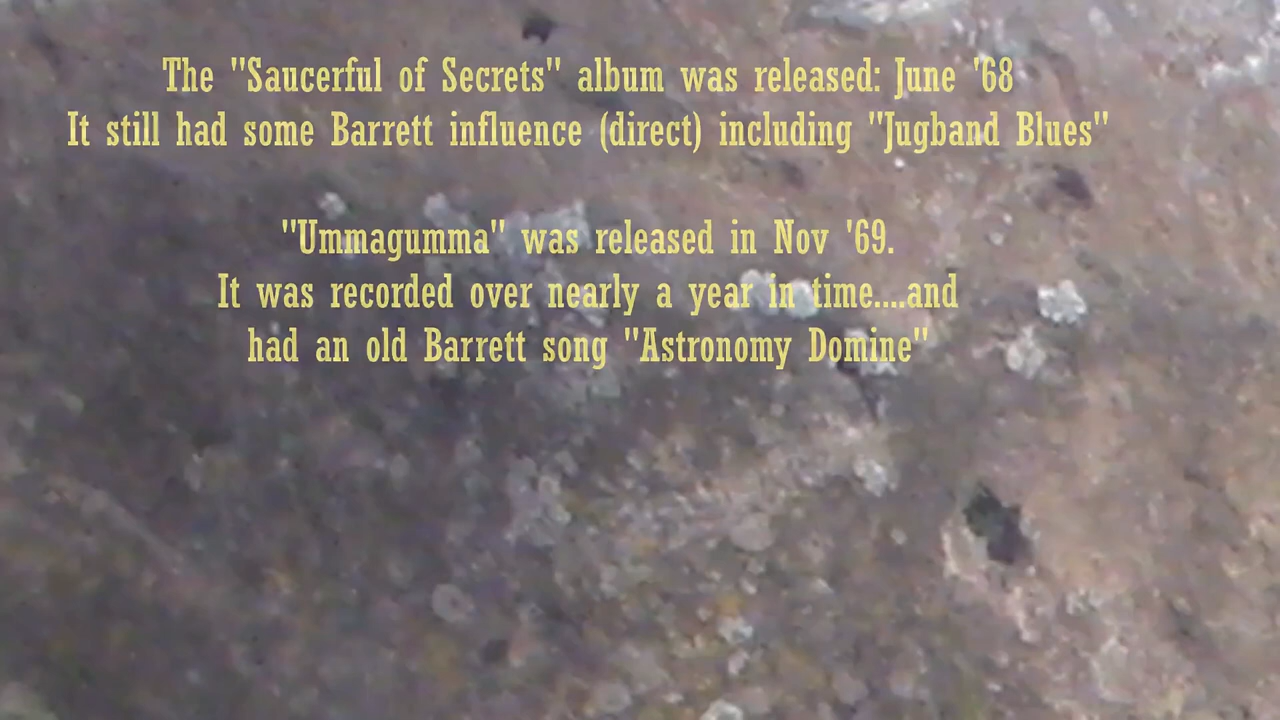 The "Saucerful of Secrets" album was released: June '68
It still had some Barrett influence (direct) including "Jugband Blues"
"Ummagumma" was released in Nov '69.
It was recorded over nearly a year in time....and
had an old Barrett song "Astronomy Domine"